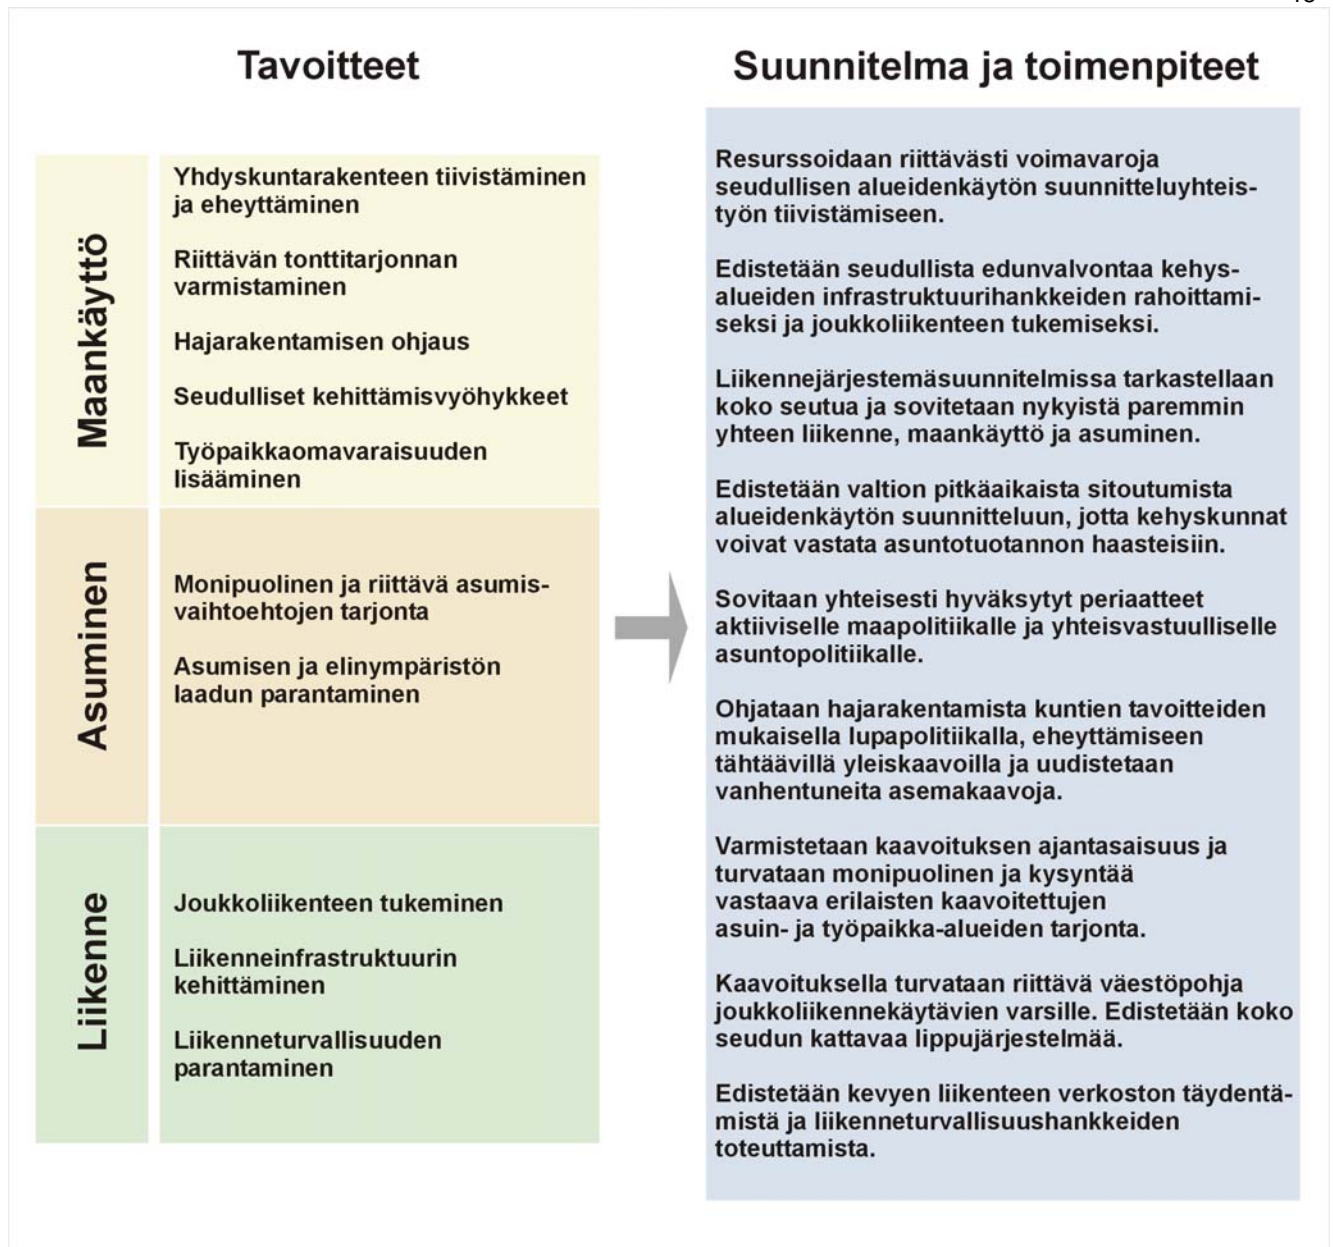 Tavoitteet
Maankäyttö
Yhdyskuntarakenteen tiivistäminen
ja eheyttäminen
Riittävän tonttitarjonnan
varmistaminen
Hajarakentamisen ohjaus
Seudulliset kehittämisvyöhykkeet
Työpaikkaomavaraisuuden
lisääminen
Asuminen
Monipuolinen ja riittävä asumis-
vaihtoehtojen tarjonta
Asumisen ja elinympäristön
laadun parantaminen
Liikenne
Joukkoliikenteen tukeminen
Liikenneinfrastruktuurin
kehittäminen
Liikenneturvallisuuden
parantaminen
Suunnitelma ja toimenpiteet
Resurssoidaan riittävästi voimavaroja
seudullisen alueidenkäytön suunnitteluyhteis-
työn tiivistämiseen.
Edistetään seudullista edunvalvontaa kehys-
alueiden infrastruktuurihankkeiden rahoittami-
seksi ja joukkoliikenteen tukemiseksi.
Liikennejärjestemäsuunnitelmissa tarkastellaan
koko seutua ja sovitetaan nykyistä paremmin
yhteen liikenne, maankäyttö ja asuminen.
Edistetään valtion pitkäaikaista sitoutumista
alueidenkäytön suunnitteluun, jotta kehyskunnat
voivat vastata asuntotuotannon haasteisiin.
Sovitaan yhteisesti hyväksytyt periaatteet
aktiiviselle maapolitiikalle ja yhteisvastuulliselle
asuntopolitiikalle.
Ohjataan hajarakentamista kuntien tavoitteiden
mukaisella lupapolitiikalla, eheyttämiseen
tähtäävillä yleiskaavoilla ja uudistetaan
vanhentuneita asemakaavoja.
Varmistetaan kaavoituksen ajantasaisuus ja
turvataan monipuolinen ja kysyntää
vastaava erilaisten kaavoitettujen
asuin- ja työpaikka-alueiden tarjonta.
Kaavoituksella turvataan riittävä väestöpohja
joukkoliikennekäytävien varsille. Edistetään koko
seudun kattavaa lippujärjestelmää.
Edistetään kevyen liikenteen verkoston täydentä-
mistä ja liikenneturvallisuushankkeiden
toteuttamista.